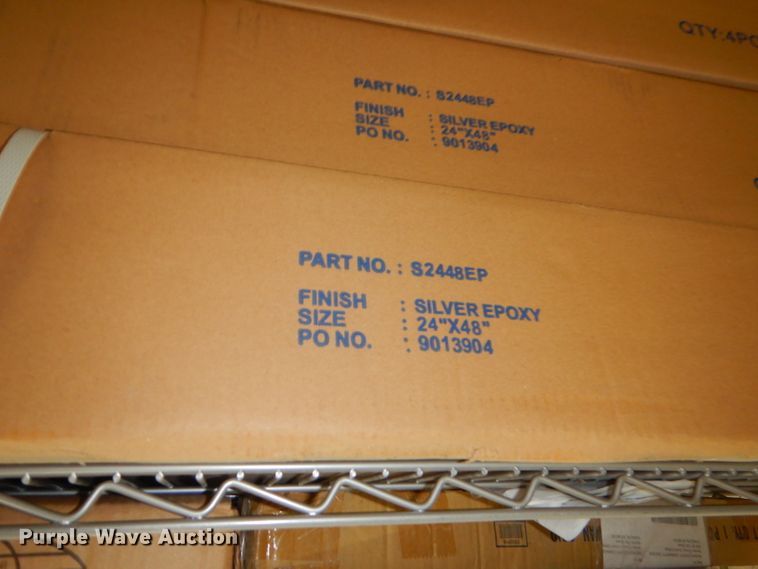 QTY:4PC
PART NO. : S2448EP
FINISH : SILVER EPOXY
SIZE : 24"X48"
PO NO. : 9013904
PART NO. : S2448EP
FINISH : SILVER EPOXY
SIZE : 24"X48"
PO NO. : 9013904
Purple Wave Auction